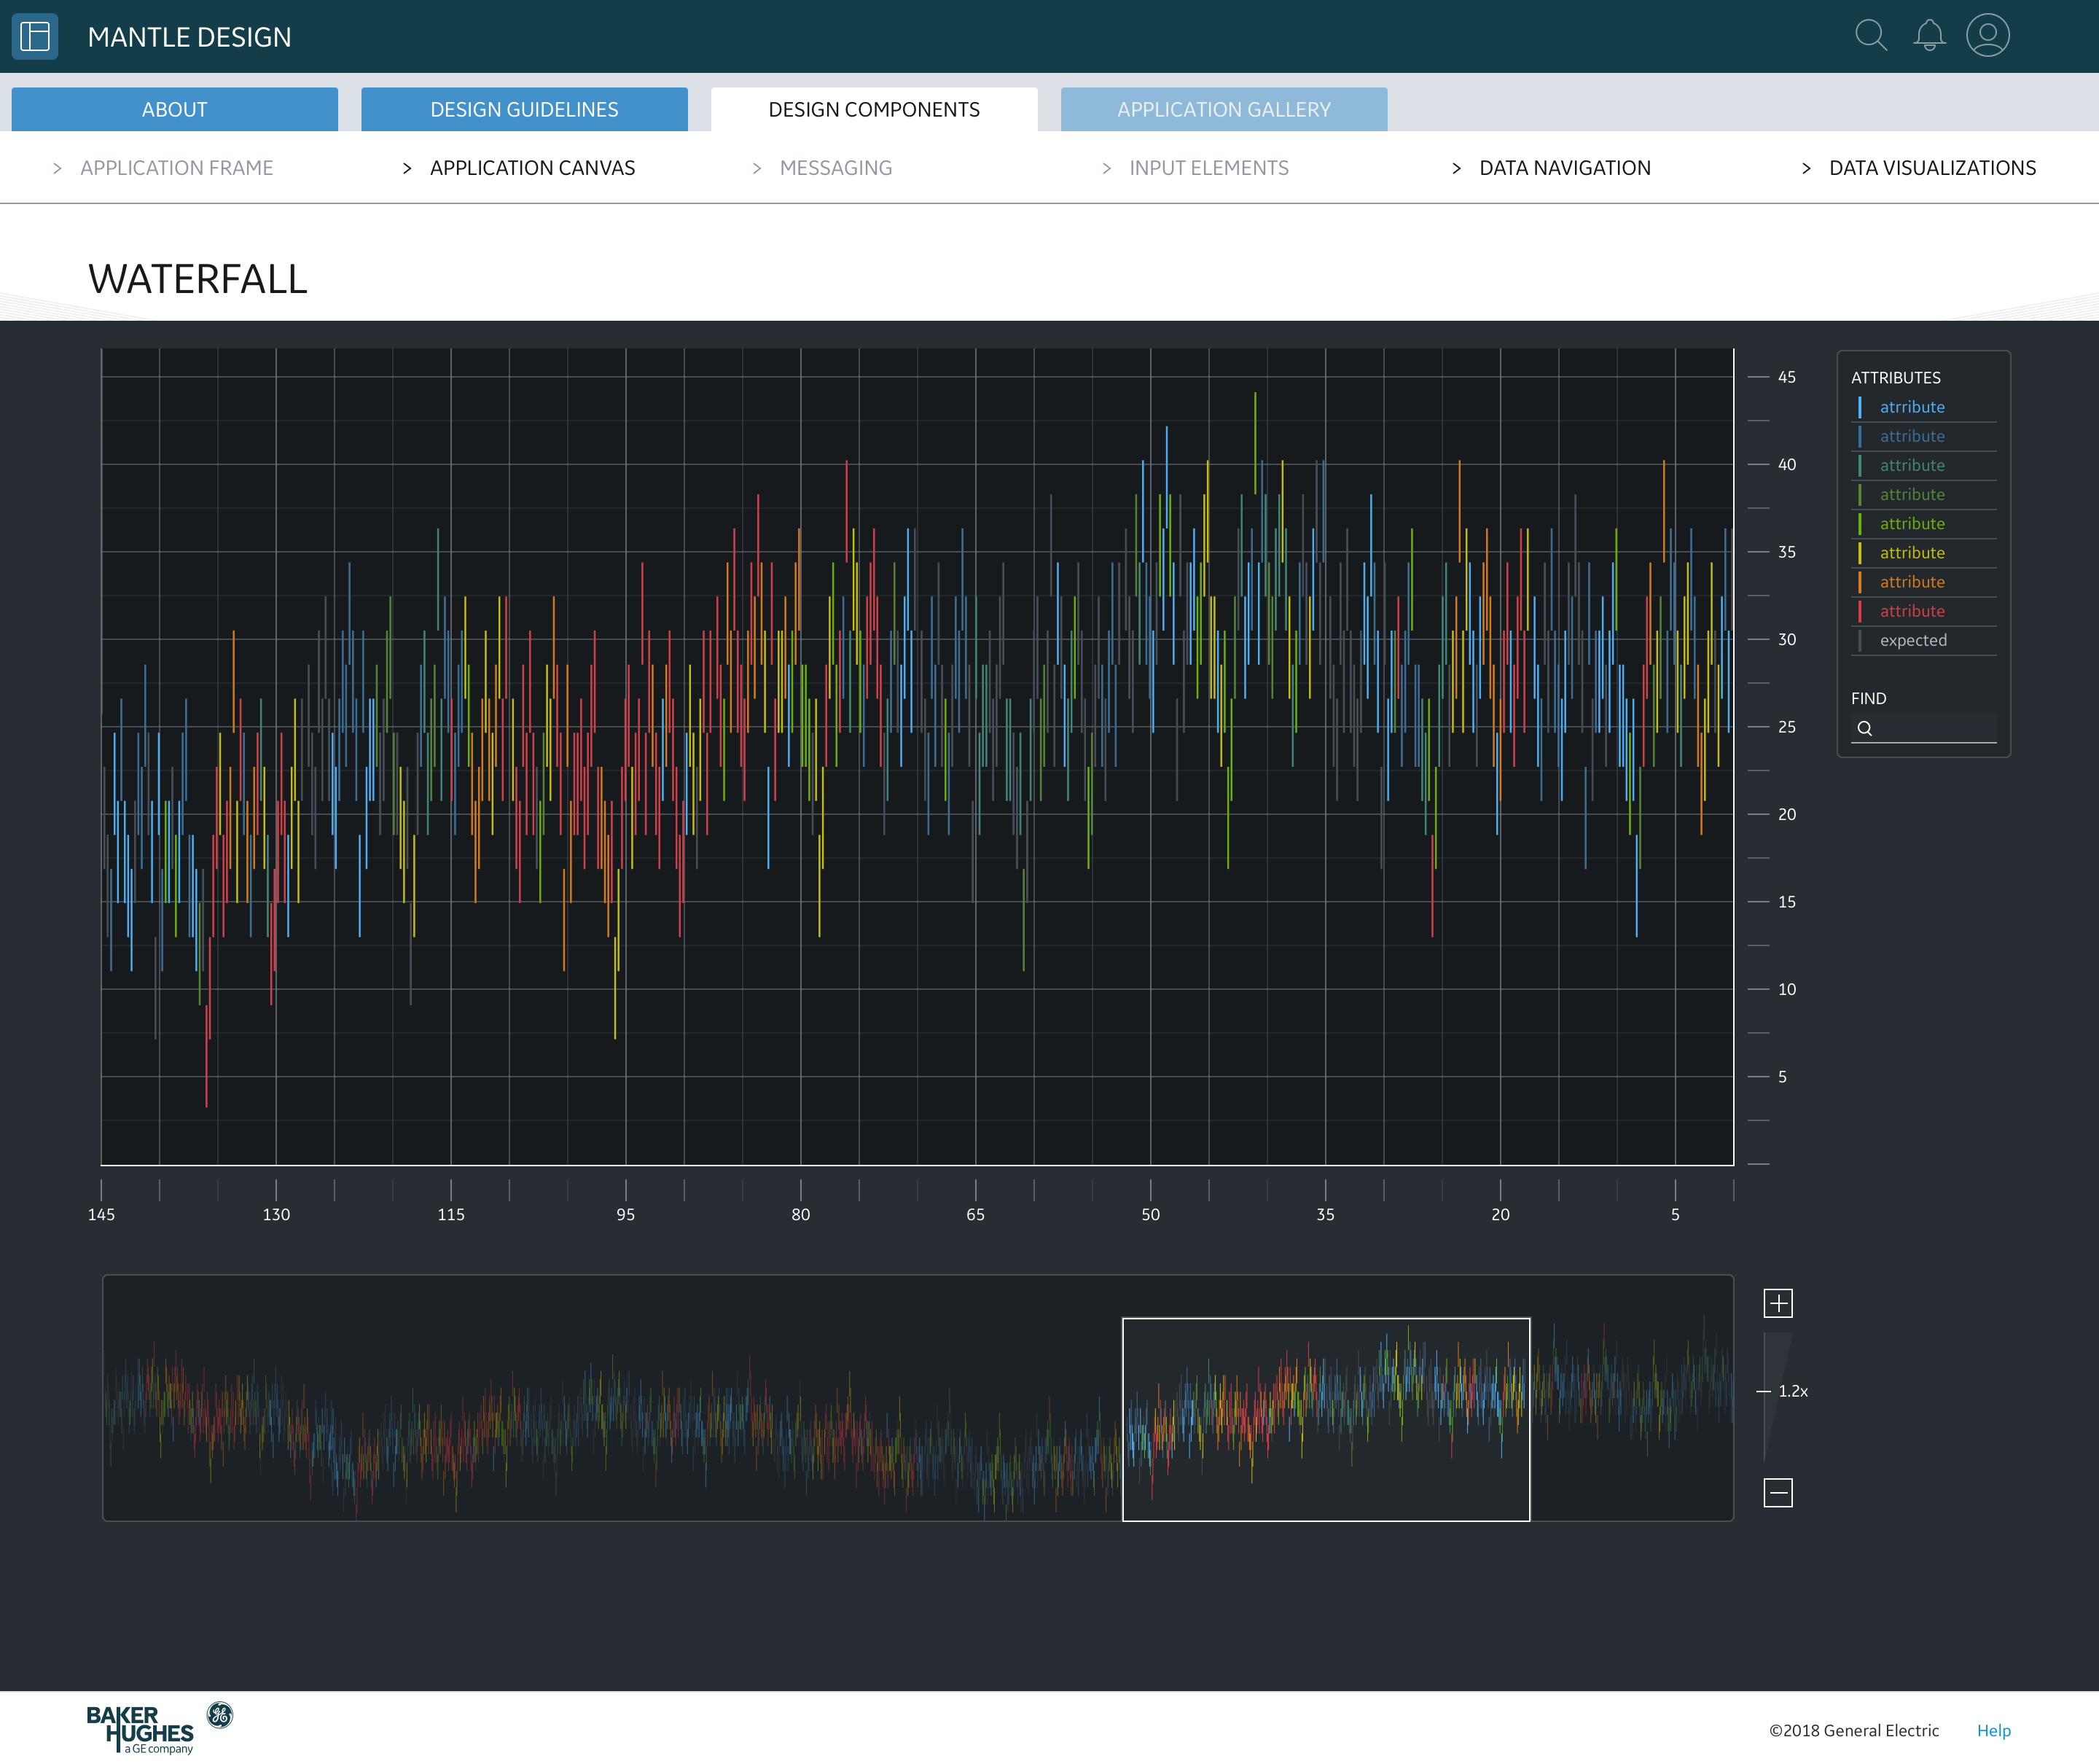 MANTLE DESIGN
ABOUT
DESIGN GUIDELINES
DESIGN COMPONENTS
APPLICATION GALLERY
> APPLICATION FRAME
> APPLICATION CANVAS
> MESSAGING
> INPUT ELEMENTS
> DATA NAVIGATION
> DATA VISUALIZATIONS
WATERFALL
45
40
35
30
25
20
15
10
5
145
130
115
95
80
65
50
35
20
5
ATTRIBUTES
atrribute
attribute
attribute
attribute
attribute
attribute
attribute
attribute
expected
FIND
1.2x
BAKER
HUGHES
a GE company
©2018 General Electric
Help